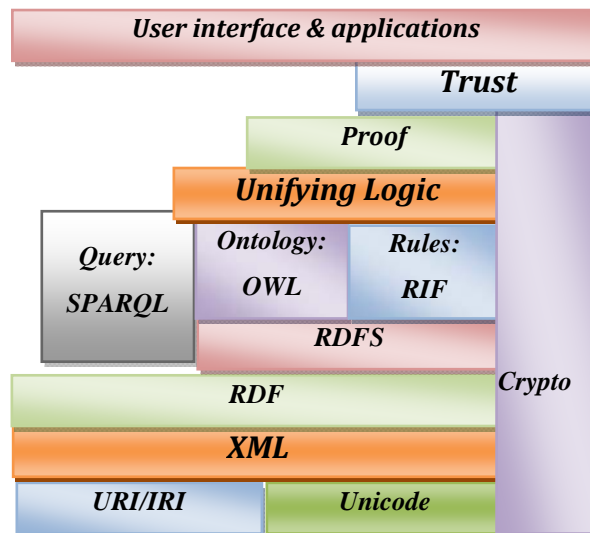 User interface & applications
Trust
Proof
Unifying Logic
Query:
SPARQL
Ontology:
OWL
Rules:
RIF
RDFS
Crypto
RDF
XML
URI/IRI
Unicode